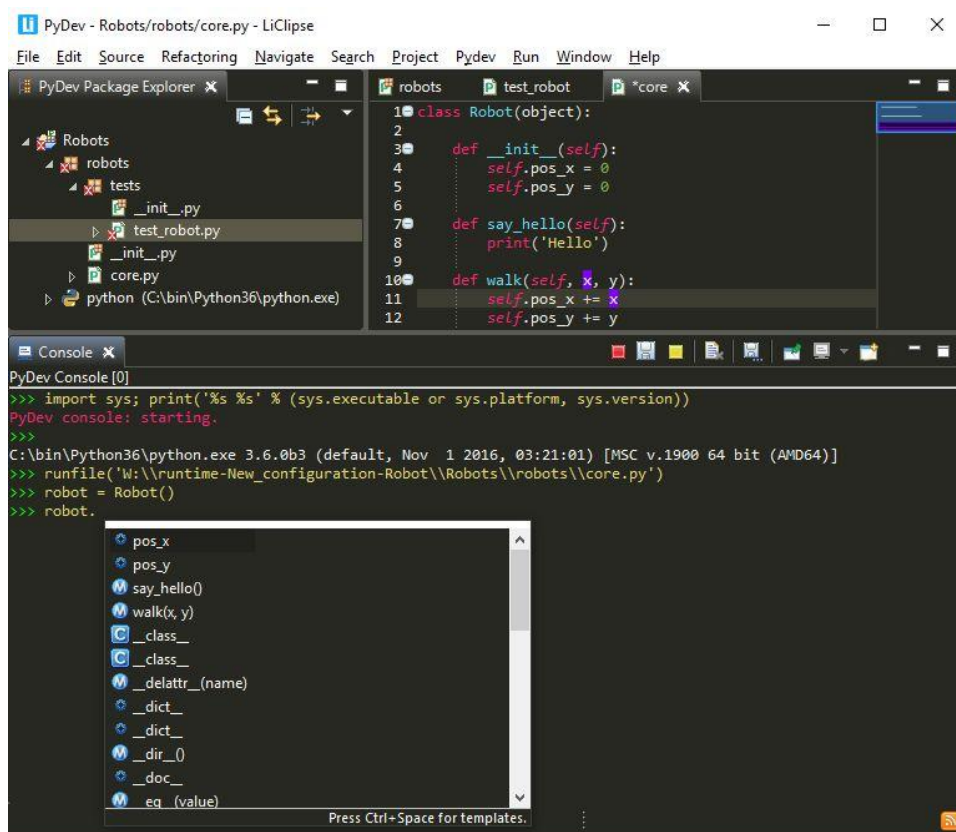 PyDev - Robots/robots/core.py - LiClipse
File Edit Source Refactoring Navigate Search Project Pydev Run Window Help
PyDev Package Explorer
Robots
robots
tests
__init__.py
test_robot.py
__init__.py
core.py
python (C:\bin\Python36\python.exe)
robots test_robot *core
1 class Robot(object):
2
3 def __init__(self):
4 self.pos_x = 0
5 self.pos_y = 0
6
7 def say_hello(self):
8 print('Hello')
9
10 def walk(self, x, y):
11 self.pos_x += x
12 self.pos_y += y
Console
PyDev Console [0]
>>> import sys; print('%s %s' % (sys.executable or sys.platform, sys.version))
PyDev console: starting.
>>>
C:\bin\Python36\python.exe 3.6.0b3 (default, Nov 1 2016, 03:21:01) [MSC v.1900 64 bit (AMD64)]
>>> runfile('W:\\runtime-New_configuration-Robot\\Robots\\robots\\core.py')
>>> robot = Robot()
>>> robot.
pos_x
pos_y
say_hello()
walk(x, y)
__class__
__class__
__delattr__(name)
__dict__
__dict__
__dir__()
__doc__
__eq__(value)
Press Ctrl+Space for templates.